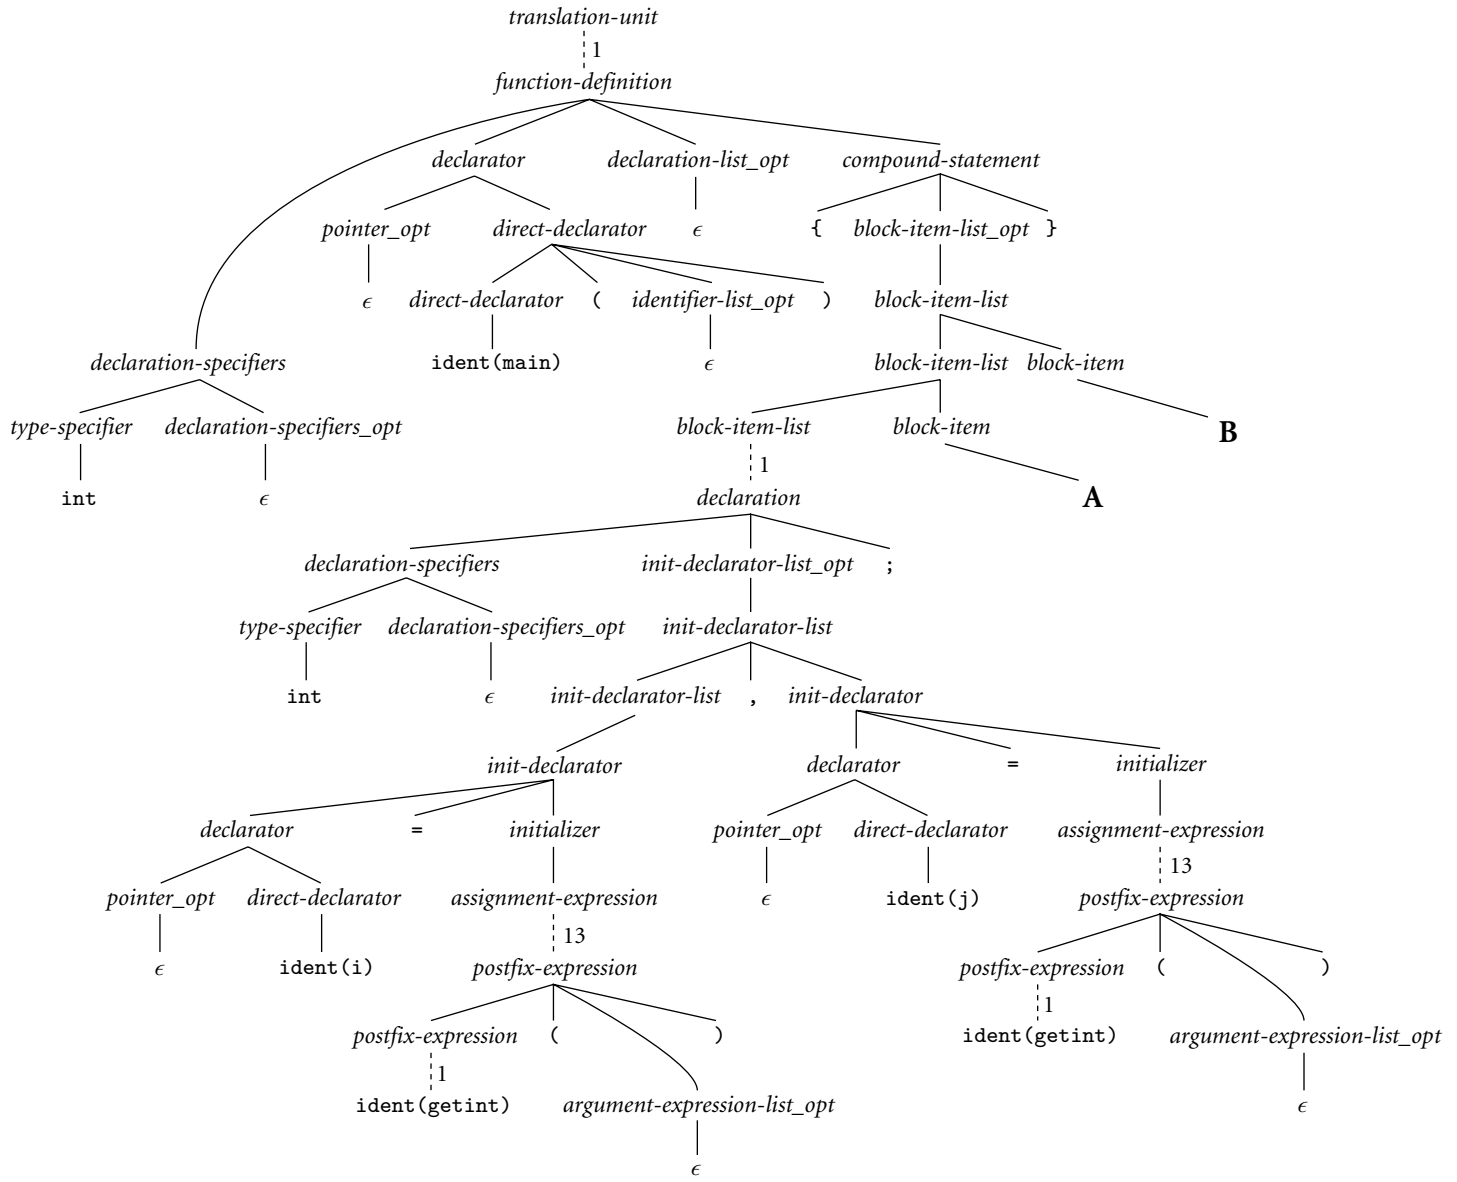 translation-unit
1
function-definition
declarator declaration-list_opt compound-statement
pointer_opt direct-declarator ϵ { block-item-list_opt }
ϵ direct-declarator ( identifier-list_opt ) block-item-list
declaration-specifiers ident(main) ϵ block-item-list block-item
type-specifier declaration-specifiers_opt block-item-list block-item B
1
int ϵ declaration A
declaration-specifiers init-declarator-list_opt ;
type-specifier declaration-specifiers_opt init-declarator-list
int ϵ init-declarator-list , init-declarator
init-declarator declarator = initializer
declarator = initializer pointer_opt direct-declarator assignment-expression
13
pointer_opt direct-declarator assignment-expression ϵ ident(j) postfix-expression
13
ϵ ident(i) postfix-expression postfix-expression ( )
1
postfix-expression ( ) ident(getint) argument-expression-list_opt
1
ident(getint) argument-expression-list_opt ϵ
ϵ